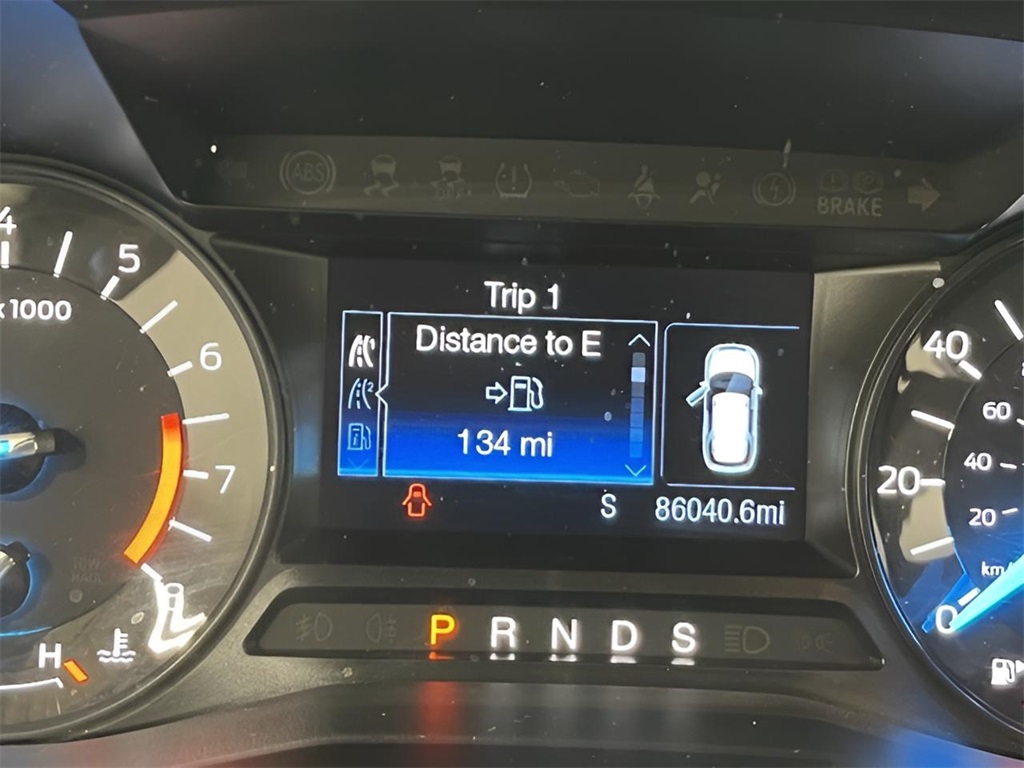 ABS
BRAKE
4
5
6
7
x1000
H
Trip 1
Distance to E
134 mi
S
86040.6mi
P R N D S
40
20
0
60
40
20
km/